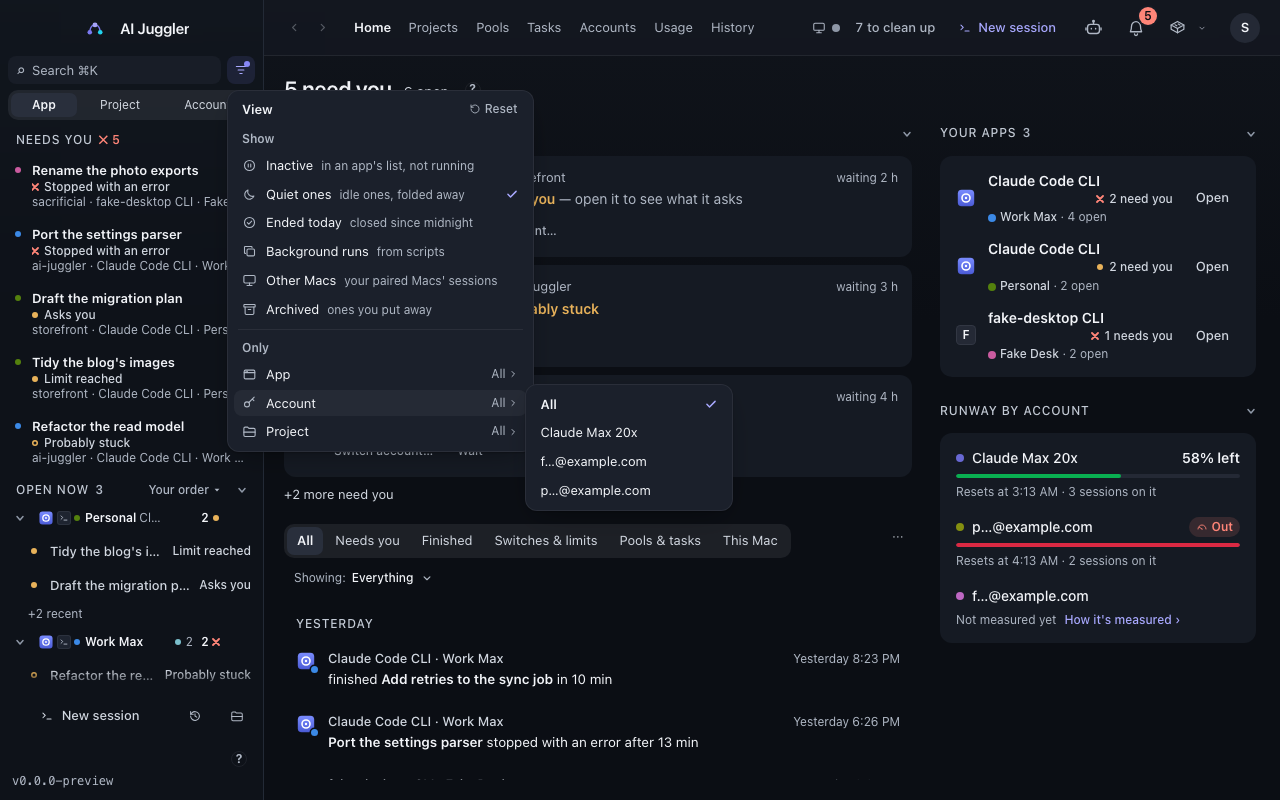 AI Juggler
Search ⌘K
App Project Accoun
NEEDS YOU 5
Rename the photo exports
Stopped with an error
sacrificial · fake-desktop CLI · Fake
Port the settings parser
Stopped with an error
ai-juggler · Claude Code CLI · Work
Draft the migration plan
Asks you
storefront · Claude Code CLI · Pers
Tidy the blog's images
Limit reached
storefront · Claude Code CLI · Pers
Refactor the read model
Probably stuck
ai-juggler · Claude Code CLI · Work ...
OPEN NOW 3 Your order
Personal Cl... 2
Tidy the blog's i... Limit reached
Draft the migration p... Asks you
+2 recent
Work Max 2 2
Refactor the re... Probably stuck
New session
?
v0.0.0-preview
Home Projects Pools Tasks Accounts Usage History
7 to clean up
New session
5
S
5 need you 6 open ?
View Reset
Show
Inactive in an app's list, not running
Quiet ones idle ones, folded away
Ended today closed since midnight
Background runs from scripts
Other Macs your paired Macs' sessions
Archived ones you put away
Only
App All ›
Account All ›
Project All ›
All
Claude Max 20x
f...@example.com
p...@example.com
efront waiting 2 h
you — open it to see what it asks
nt...
uggler waiting 3 h
ably stuck
waiting 4 h
Switch account... Wait
+2 more need you
All Needs you Finished Switches & limits Pools & tasks This Mac
...
Showing: Everything
YESTERDAY
Claude Code CLI · Work Max Yesterday 8:23 PM
finished Add retries to the sync job in 10 min
Claude Code CLI · Work Max Yesterday 6:26 PM
Port the settings parser stopped with an error after 13 min
YOUR APPS 3
Claude Code CLI
2 need you Open
Work Max · 4 open
Claude Code CLI
2 need you Open
Personal · 2 open
F
fake-desktop CLI
1 needs you Open
Fake Desk · 2 open
RUNWAY BY ACCOUNT
Claude Max 20x 58% left
Resets at 3:13 AM · 3 sessions on it
p...@example.com Out
Resets at 4:13 AM · 2 sessions on it
f...@example.com
Not measured yet How it's measured ›